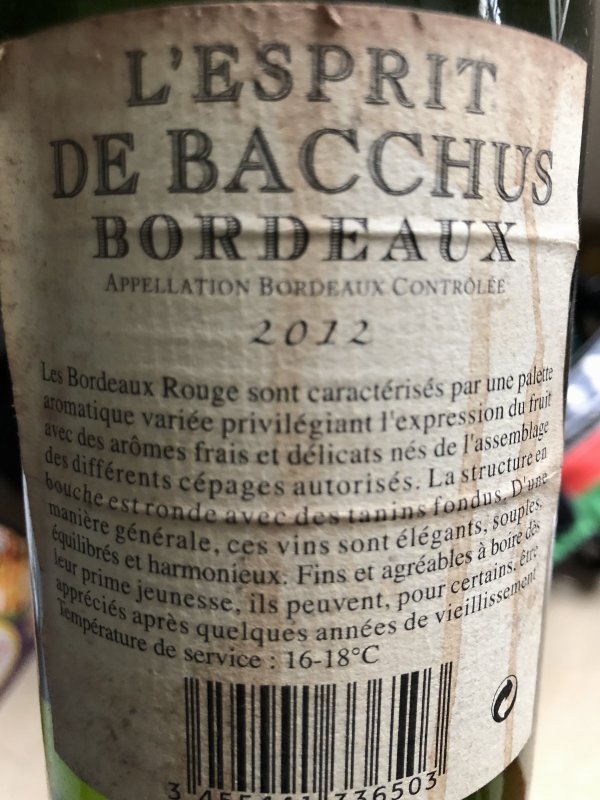 L'ESPRIT
DE BACCHUS
BORDEAUX
APPELLATION BORDEAUX CONTRÔLÉE
2012
Les Bordeaux Rouge sont caractérisés par une palette
aromatique variée privilégiant l'expression du fruit
avec des arômes frais et délicats nés de l'assemblage
des différents cépages autorisés. La structure en
bouche est ronde avec des tanins fondus. D'une
manière générale, ces vins sont élégants, souples,
équilibrés et harmonieux. Fins et agréables à boire dès
leur prime jeunesse, ils peuvent, pour certains, être
appréciés après quelques années de vieillissement
Température de service : 16-18°C